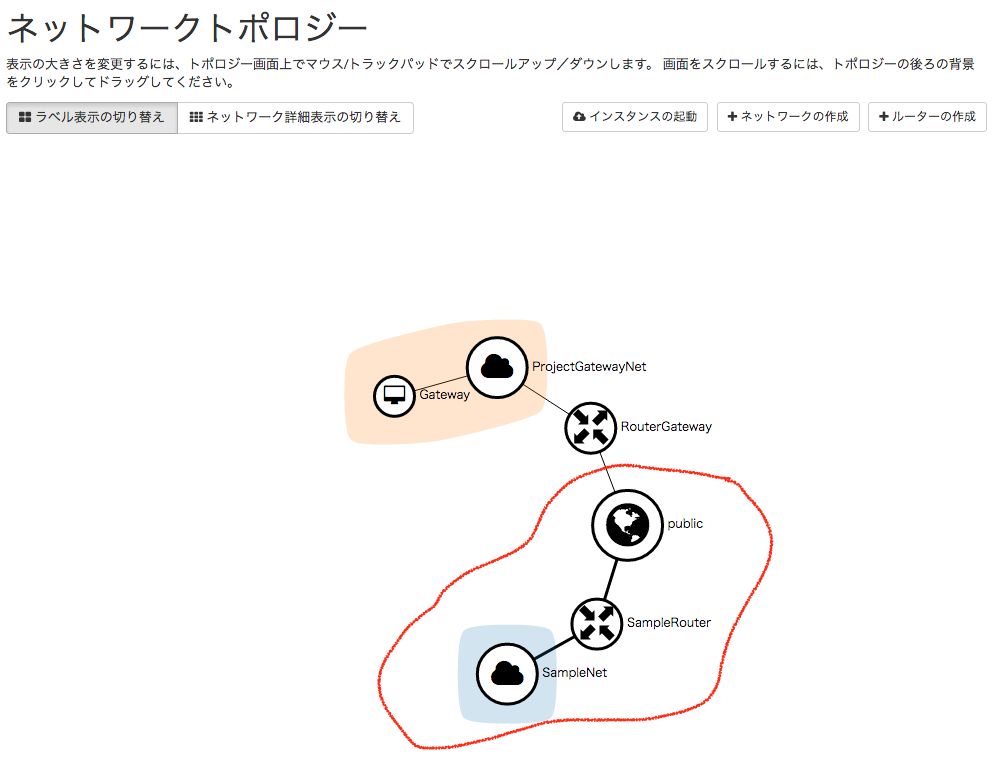 ネットワークトポロジー
表示の大きさを変更するには、トポロジー画面上でマウス/トラックパッドでスクロールアップ／ダウンします。 画面をスクロールするには、トポロジーの後ろの背景
をクリックしてドラッグしてください。
ラベル表示の切り替え ネットワーク詳細表示の切り替え インスタンスの起動 ネットワークの作成 ルーターの作成
ProjectGatewayNet
Gateway
RouterGateway
public
SampleRouter
SampleNet